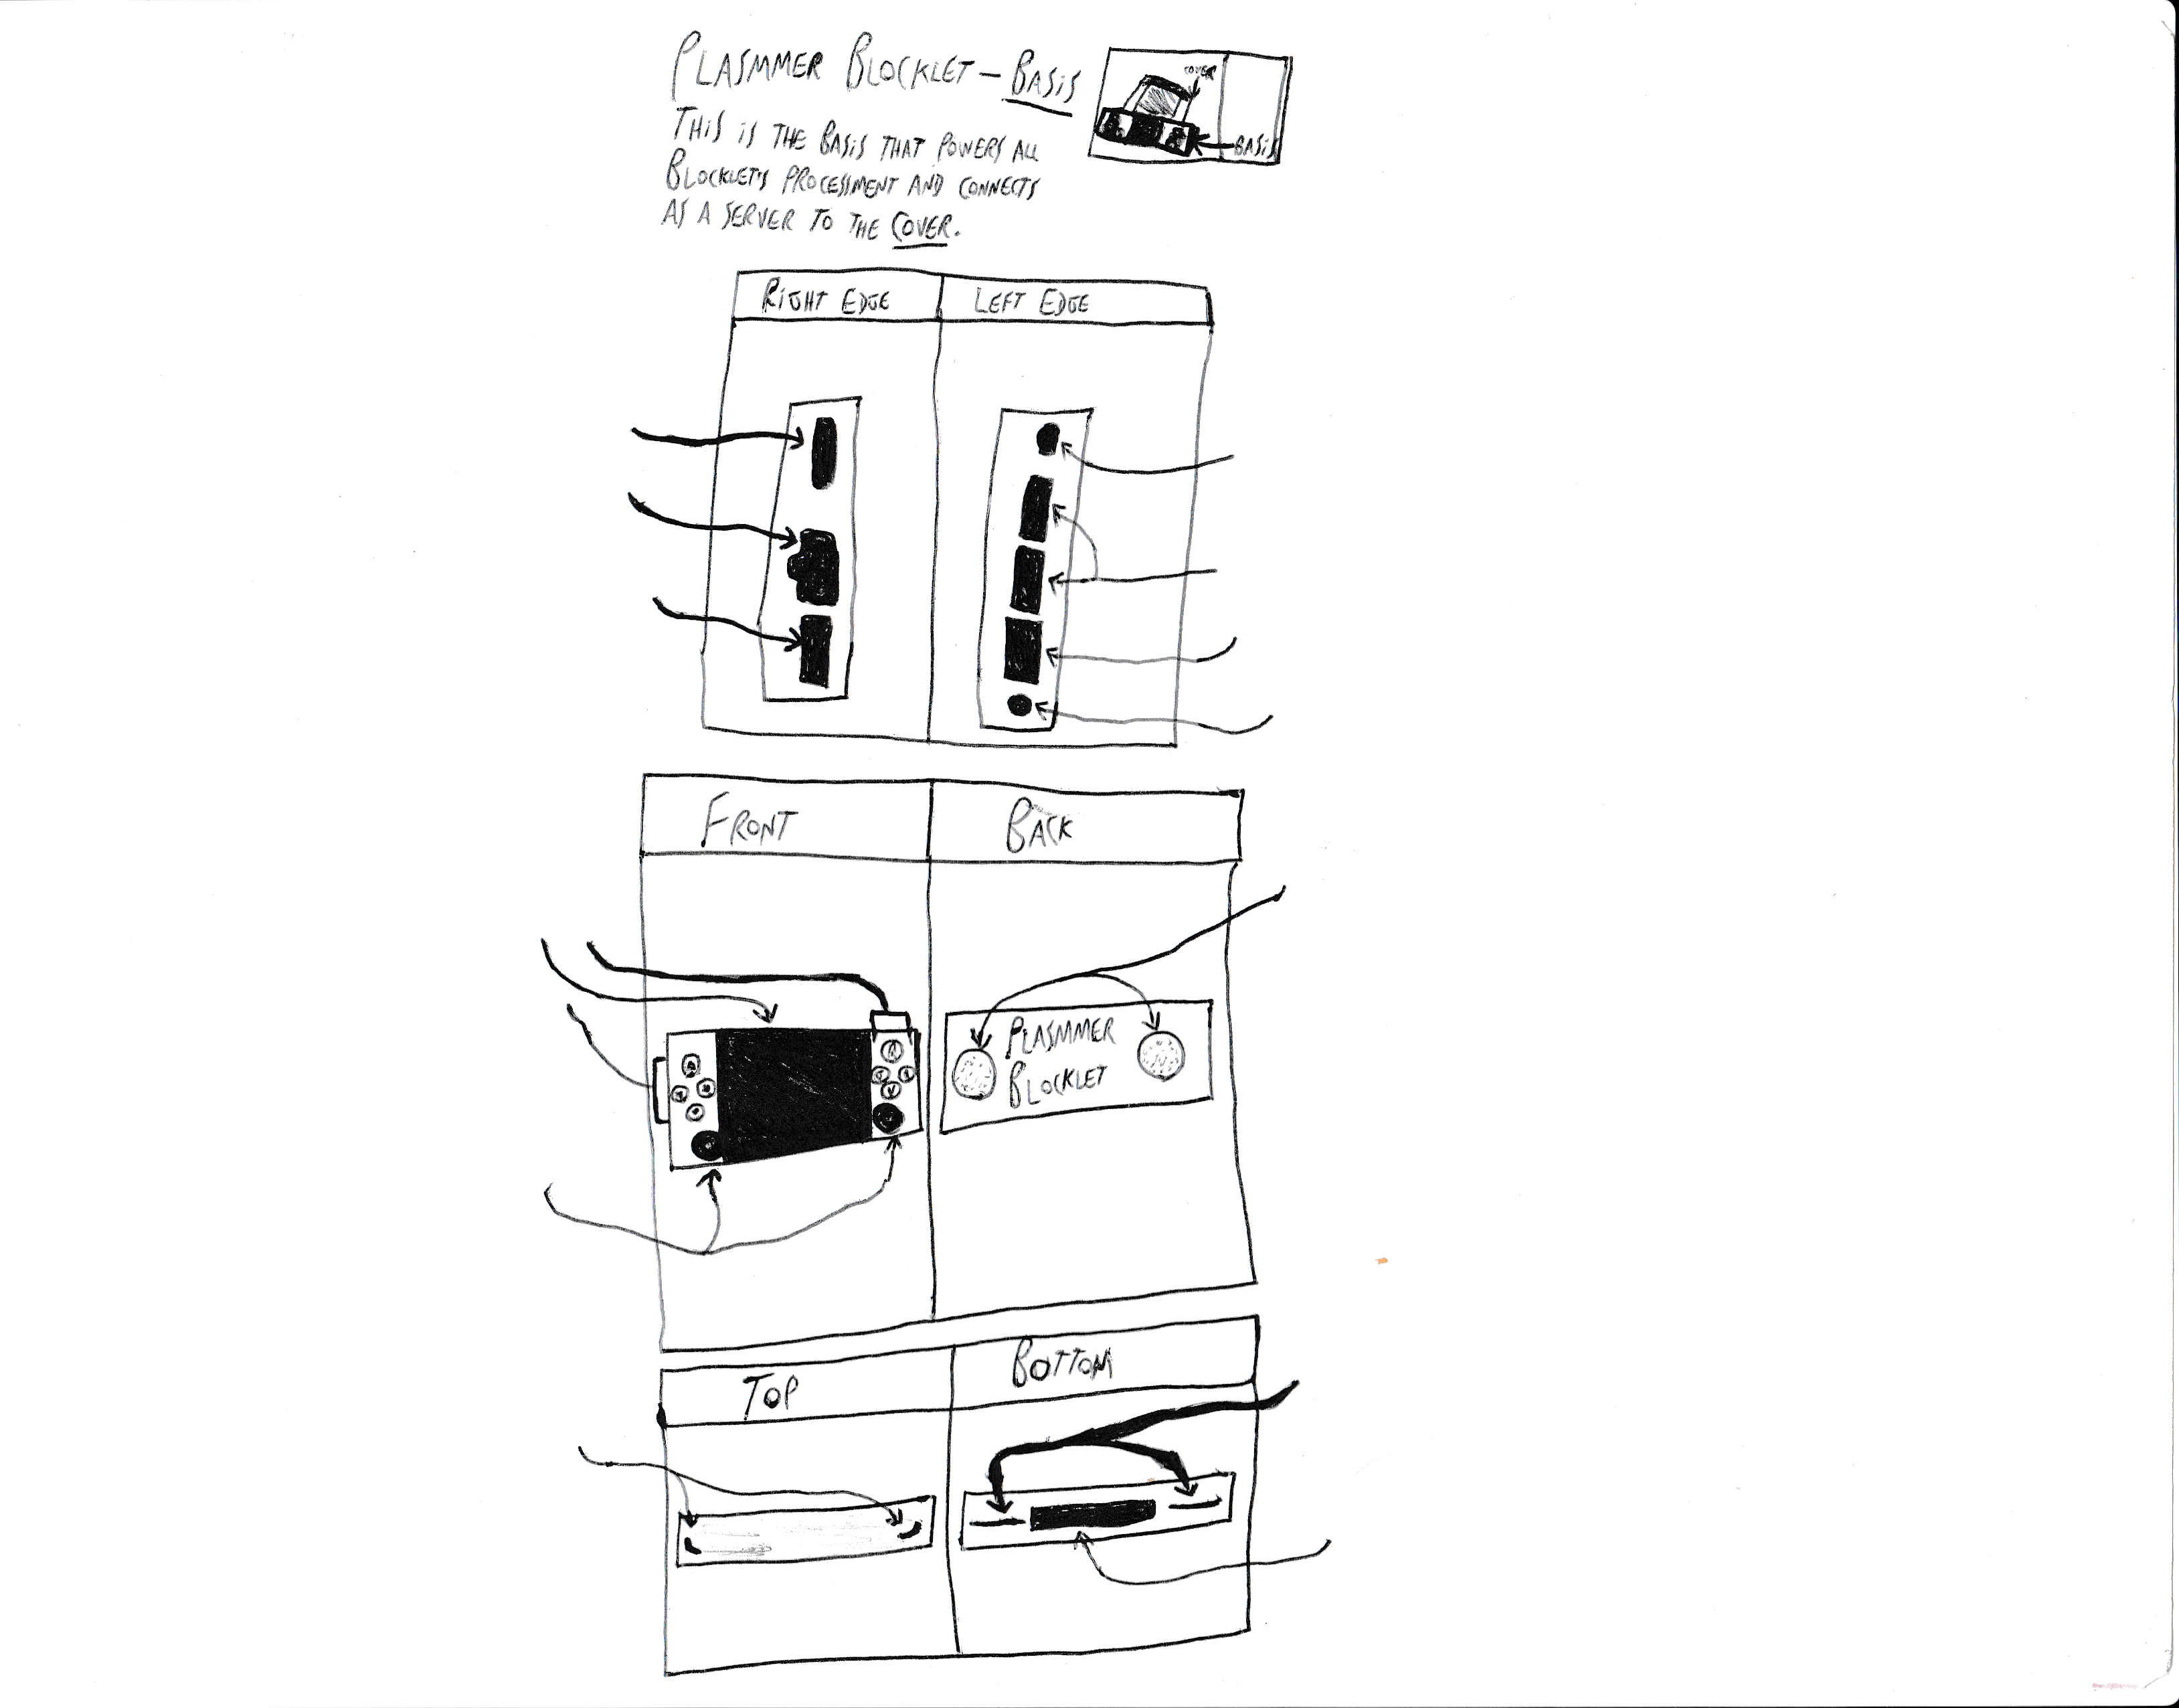 PLASMMER BLOCKLET - BASIS
THIS IS THE BASIS THAT POWERS ALL
BLOCKLET'S PROCESSMENT AND CONNECTS
AS A SERVER TO THE COVER.
COVER
BASIS
RIGHT EDGE
LEFT EDGE
FRONT
BACK
PLASMMER
BLOCKLET
TOP
BOTTOM